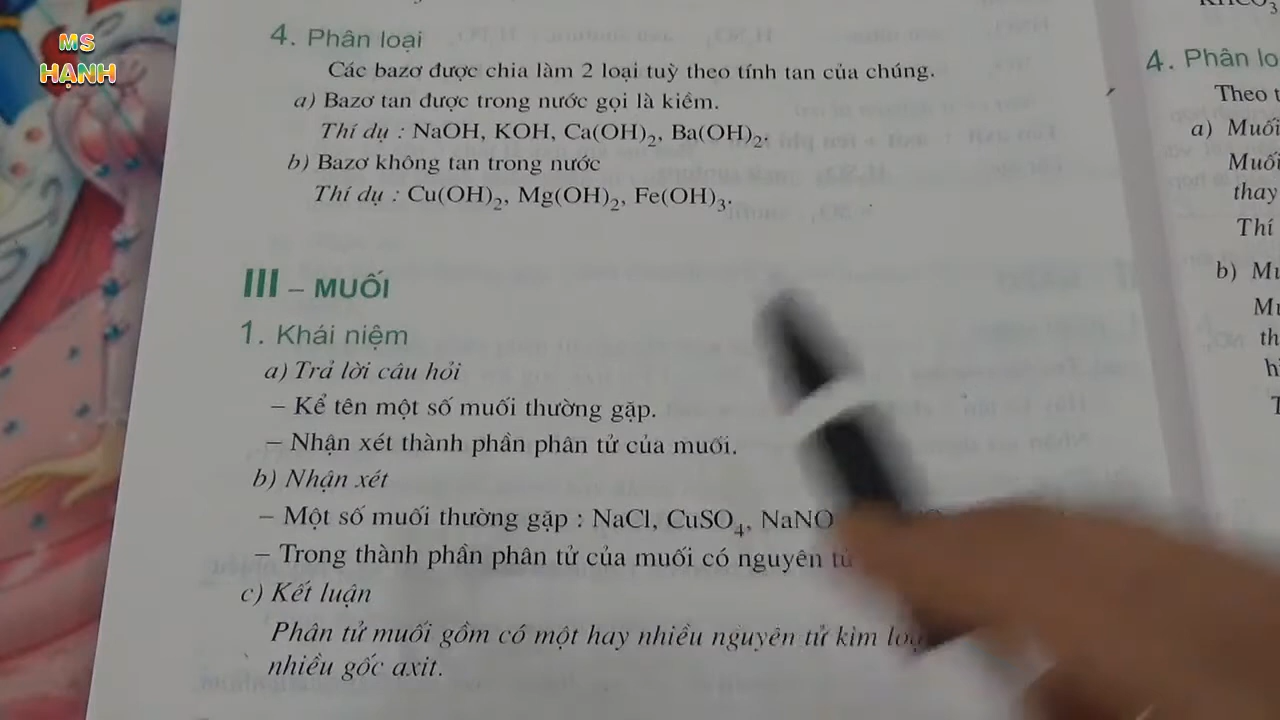 MS
HẠNH
4. Phân loại
Các bazơ được chia làm 2 loại tuỳ theo tính tan của chúng.
a) Bazơ tan được trong nước gọi là kiềm.
Thí dụ : NaOH, KOH, Ca(OH)₂, Ba(OH)₂.
b) Bazơ không tan trong nước
Thí dụ : Cu(OH)₂, Mg(OH)₂, Fe(OH)₃.
III – MUỐI
1. Khái niệm
a) Trả lời câu hỏi
– Kể tên một số muối thường gặp.
– Nhận xét thành phần phân tử của muối.
b) Nhận xét
– Một số muối thường gặp : NaCl, CuSO₄, NaNO
– Trong thành phần phân tử của muối có nguyên tử
c) Kết luận
Phân tử muối gồm có một hay nhiều nguyên tử kim
nhiều gốc axit.
4. Phân lo
Theo
a) Muối
Muối
thay
Thí
b)